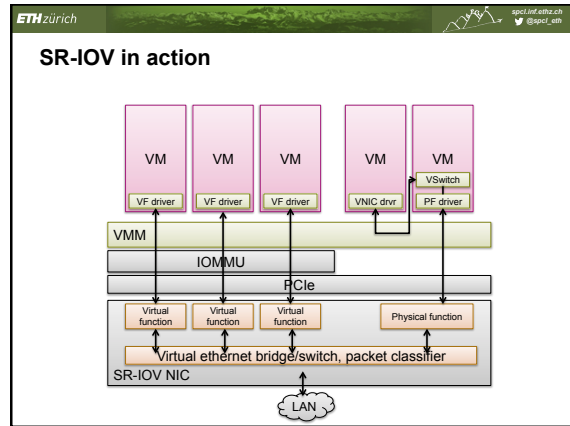 ETHzürich
spcl.inf.ethz.ch
@spcl_eth
SR-IOV in action
VM
VM
VM
VM
VM
VSwitch
VF driver
VF driver
VF driver
VNIC drvr
PF driver
VMM
IOMMU
PCIe
Virtual
function
Virtual
function
Virtual
function
Physical function
Virtual ethernet bridge/switch, packet classifier
SR-IOV NIC
LAN